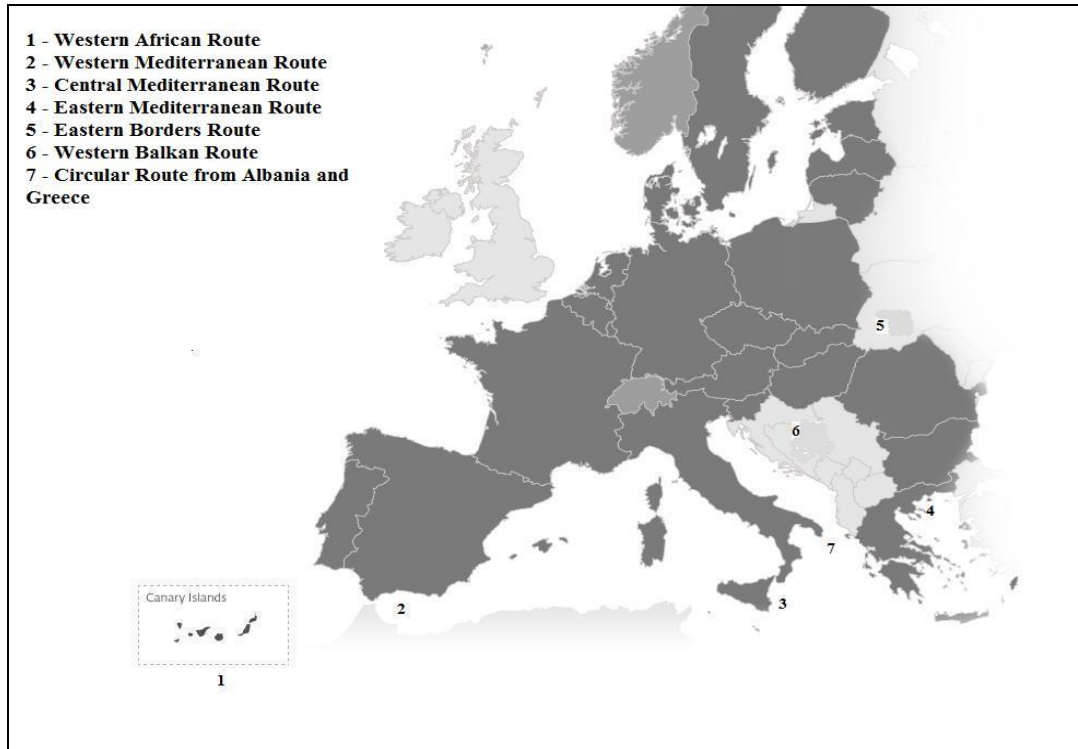 1 - Western African Route
2 - Western Mediterranean Route
3 - Central Mediterranean Route
4 - Eastern Mediterranean Route
5 - Eastern Borders Route
6 - Western Balkan Route
7 - Circular Route from Albania and
Greece
5
6
4
7
Canary Islands
2
3
1